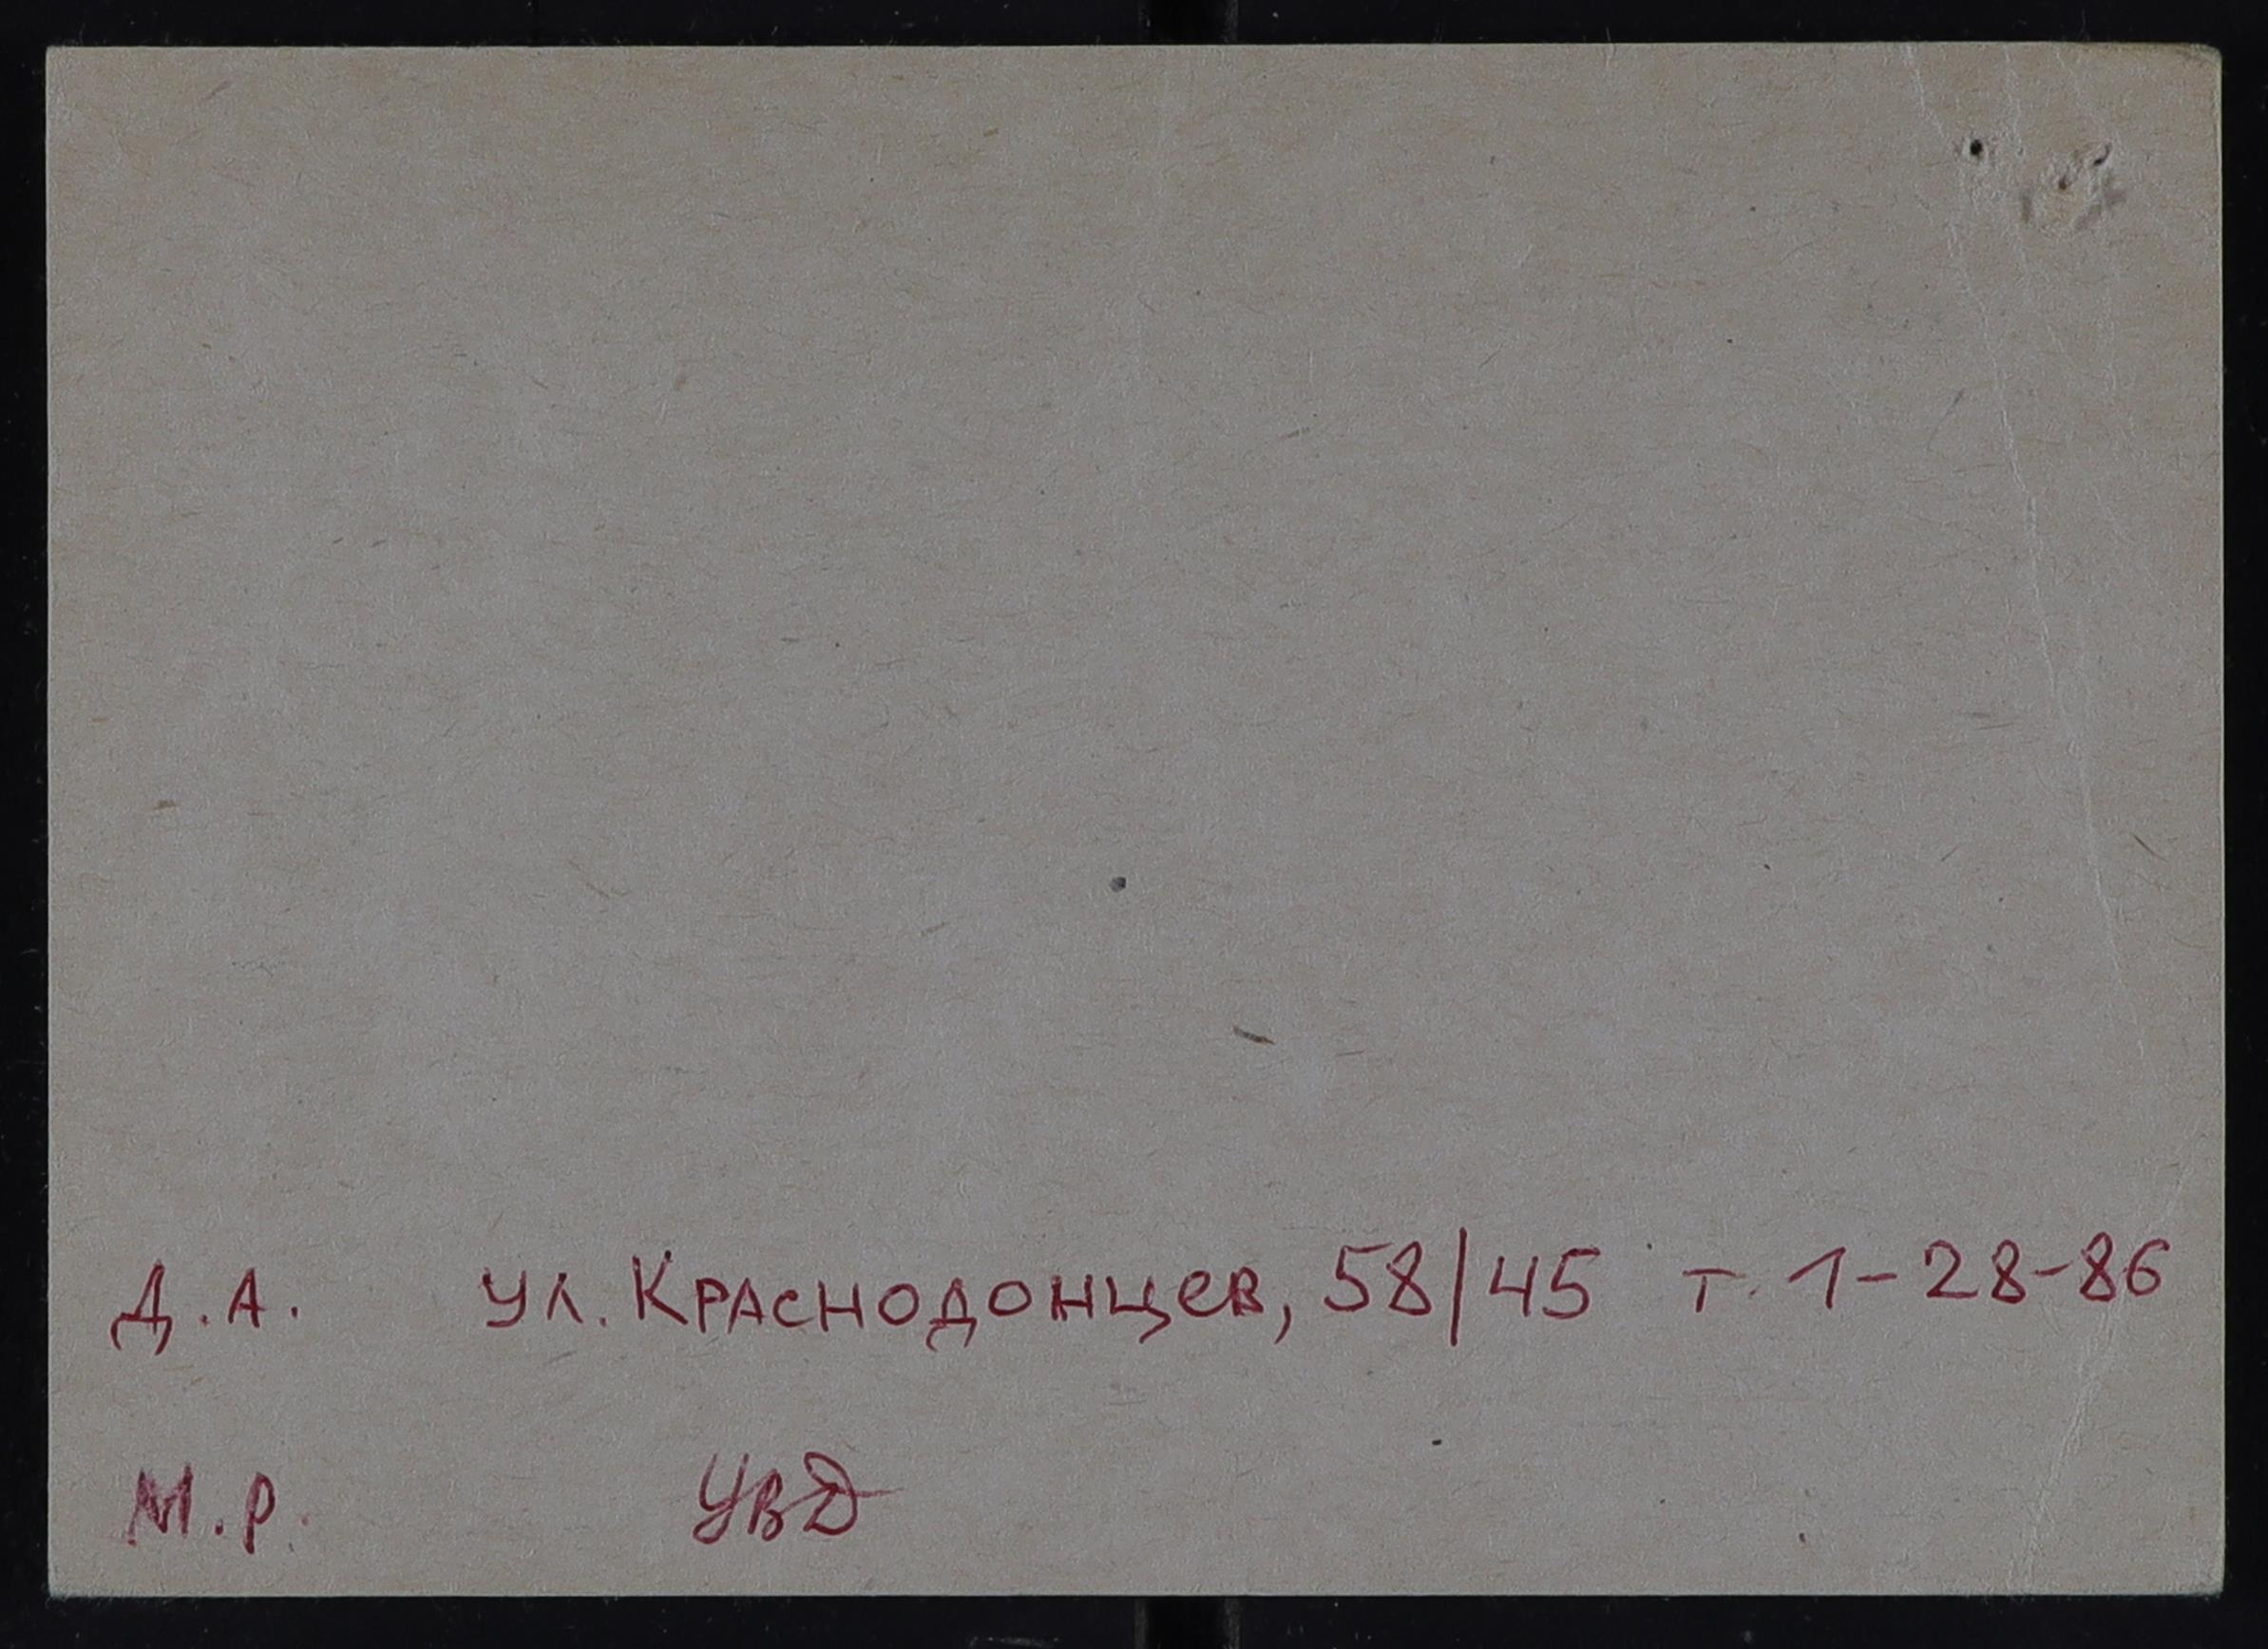 Д.А. ул. Краснодонцев, 58/45 т. 1-28-86
М.р. УВД